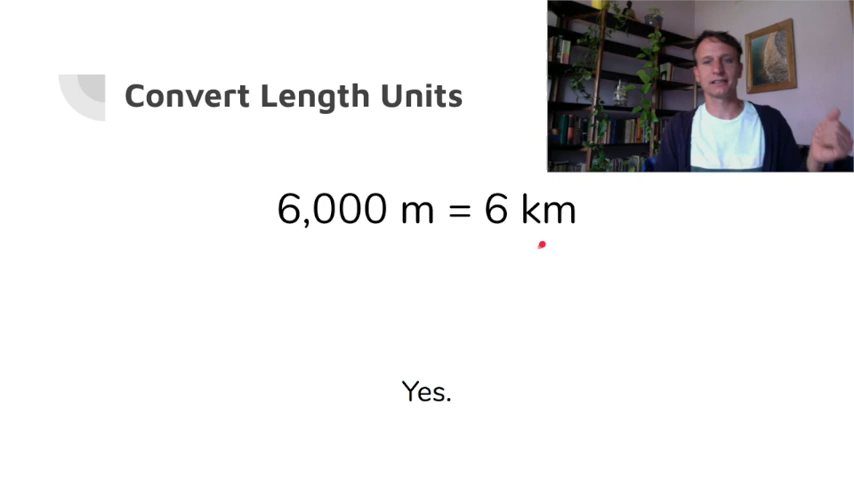 Convert Length Units
6,000 m = 6 km
Yes.